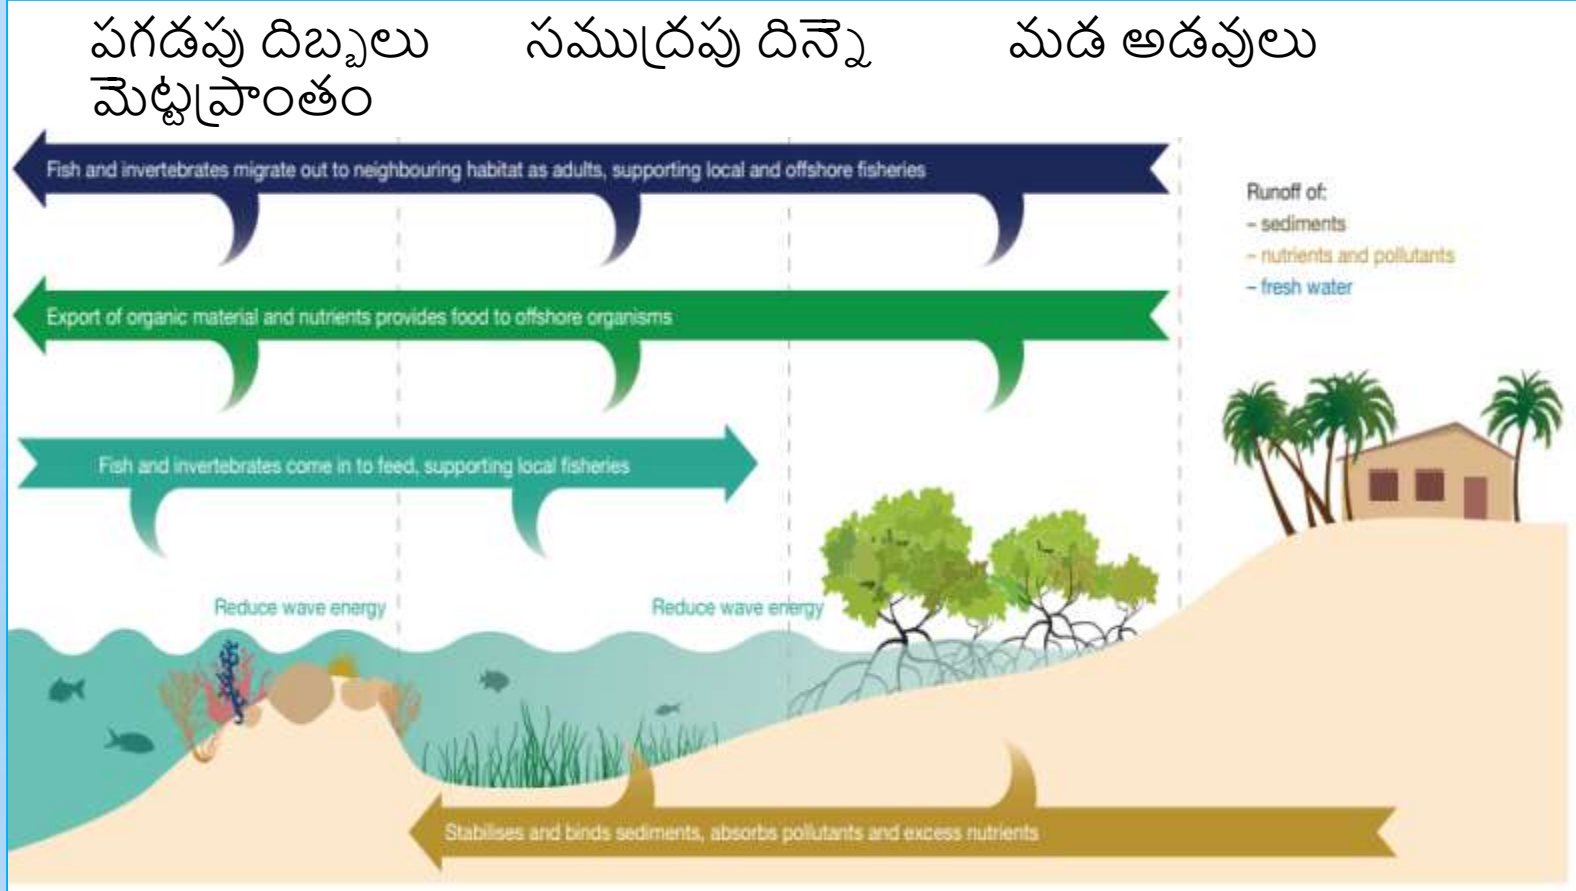 పగడపు దిబ్బలు సముద్రపు దిన్నె మడ అడవులు
మెట్టప్రాంతం
Fish and invertebrates migrate out to neighbouring habitat as adults, supporting local and offshore fisheries
Runoff of:
– sediments
– nutrients and pollutants
– fresh water
Export of organic material and nutrients provides food to offshore organisms
Fish and invertebrates come in to feed, supporting local fisheries
Reduce wave energy
Reduce wave energy
Stabilises and binds sediments, absorbs pollutants and excess nutrients